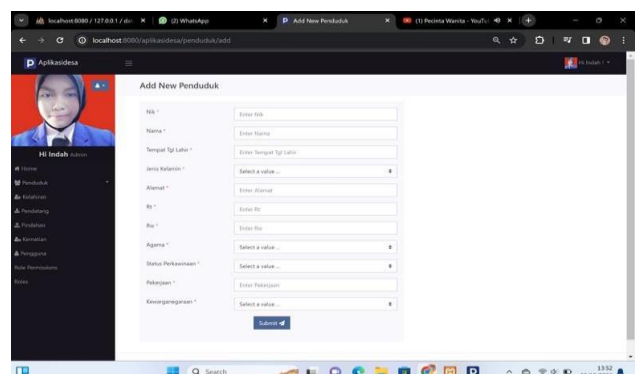 localhost:8080 / 127.0.0.1 / de
(2) WhatsApp
Add New Penduduk
(1) Pecinta Wanita - YouTu
localhost:8080/aplikasidesa/penduduk/add
Aplikasidesa
Hi Indah !
Add New Penduduk
Nik *
Enter Nik
Nama *
Enter Nama
Tempat Tgl Lahir *
Enter Tempat Tgl Lahir
Jenis Kelamin *
Select a value ...
Alamat *
Enter Alamat
Rt *
Enter Rt
Rw *
Enter Rw
Agama *
Select a value ...
Status Perkawinaan *
Select a value ...
Pekerjaan *
Enter Pekerjaan
Kewarganegaraan *
Select a value ...
Submit
Hi Indah Admin
Home
Penduduk
Kelahiran
Pendatang
Pindahan
Kematian
Pengguna
Role Permissions
Roles
Search
13:52